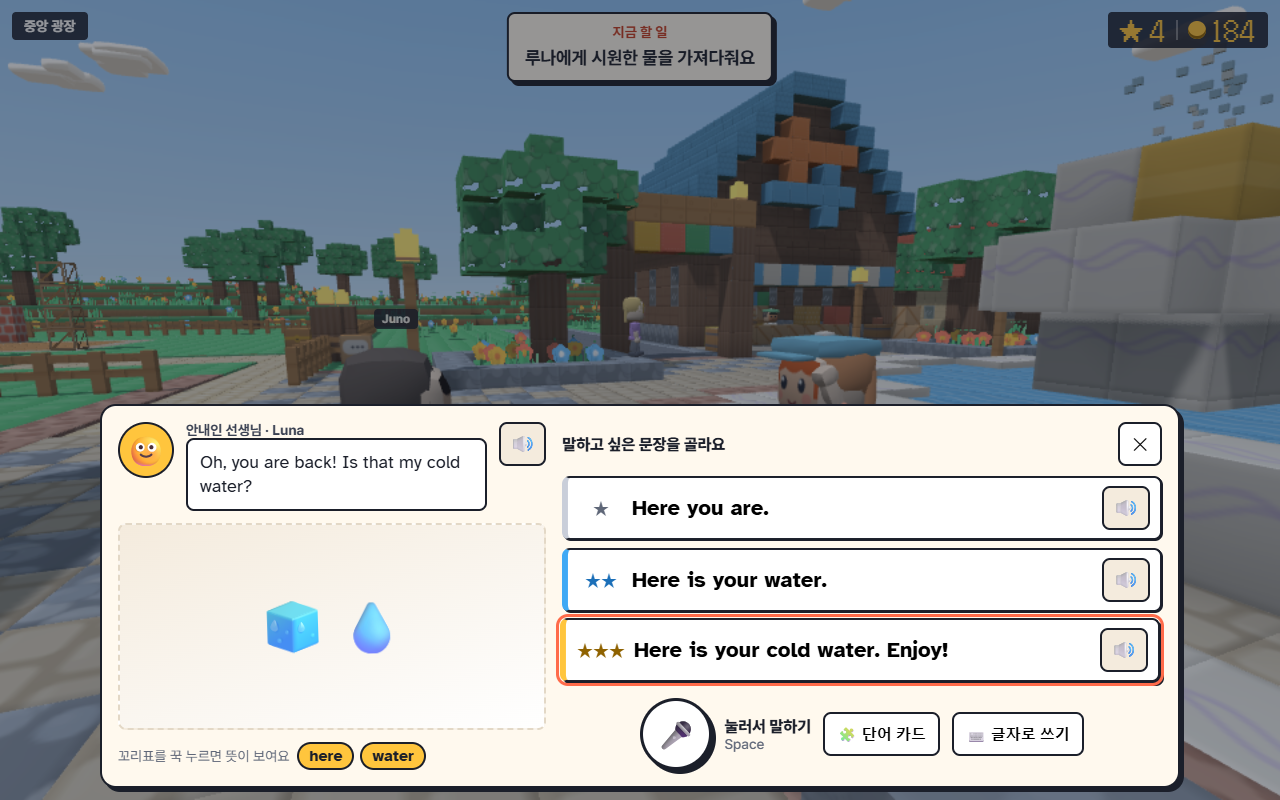 중앙 광장
지금 할 일
루나에게 시원한 물을 가져다줘요
4
184
Juno
안내인 선생님 · Luna
Oh, you are back! Is that my cold
water?
말하고 싶은 문장을 골라요
★ Here you are.
★★ Here is your water.
★★★ Here is your cold water. Enjoy!
꼬리표를 꾹 누르면 뜻이 보여요
here
water
눌러서 말하기
Space
단어 카드
글자로 쓰기